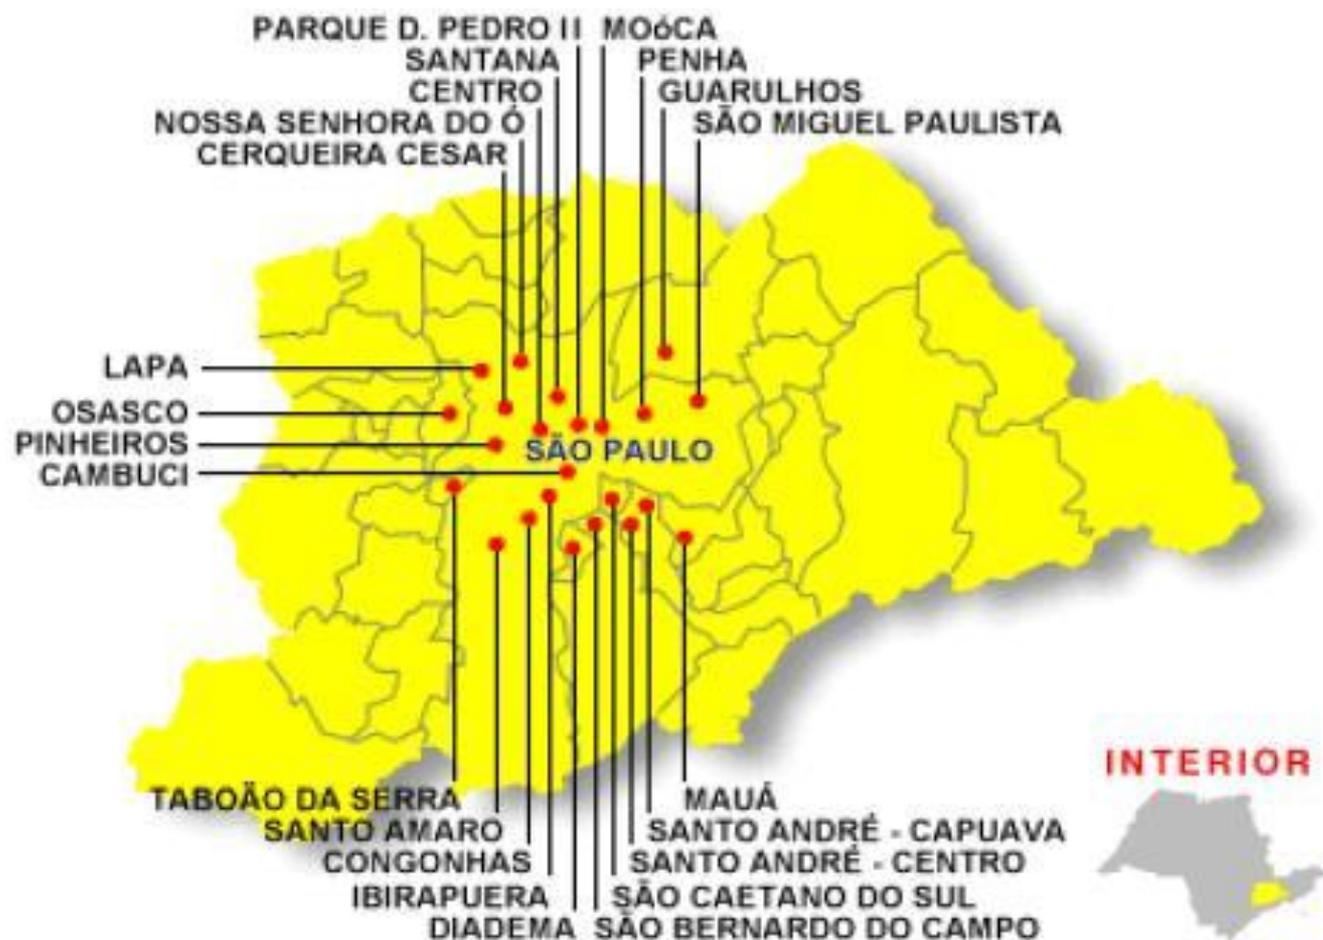 PARQUE D. PEDRO II
MOóCA
SANTANA
PENHA
CENTRO
GUARULHOS
NOSSA SENHORA DO Ó
SÃO MIGUEL PAULISTA
CERQUEIRA CESAR
LAPA
OSASCO
PINHEIROS
SÃO PAULO
CAMBUCI
INTERIOR
TABOÃO DA SERRA
MAUÁ
SANTO AMARO
SANTO ANDRÉ - CAPUAVA
CONGONHAS
SANTO ANDRÉ - CENTRO
IBIRAPUERA
SÃO CAETANO DO SUL
DIADEMA
SÃO BERNARDO DO CAMPO